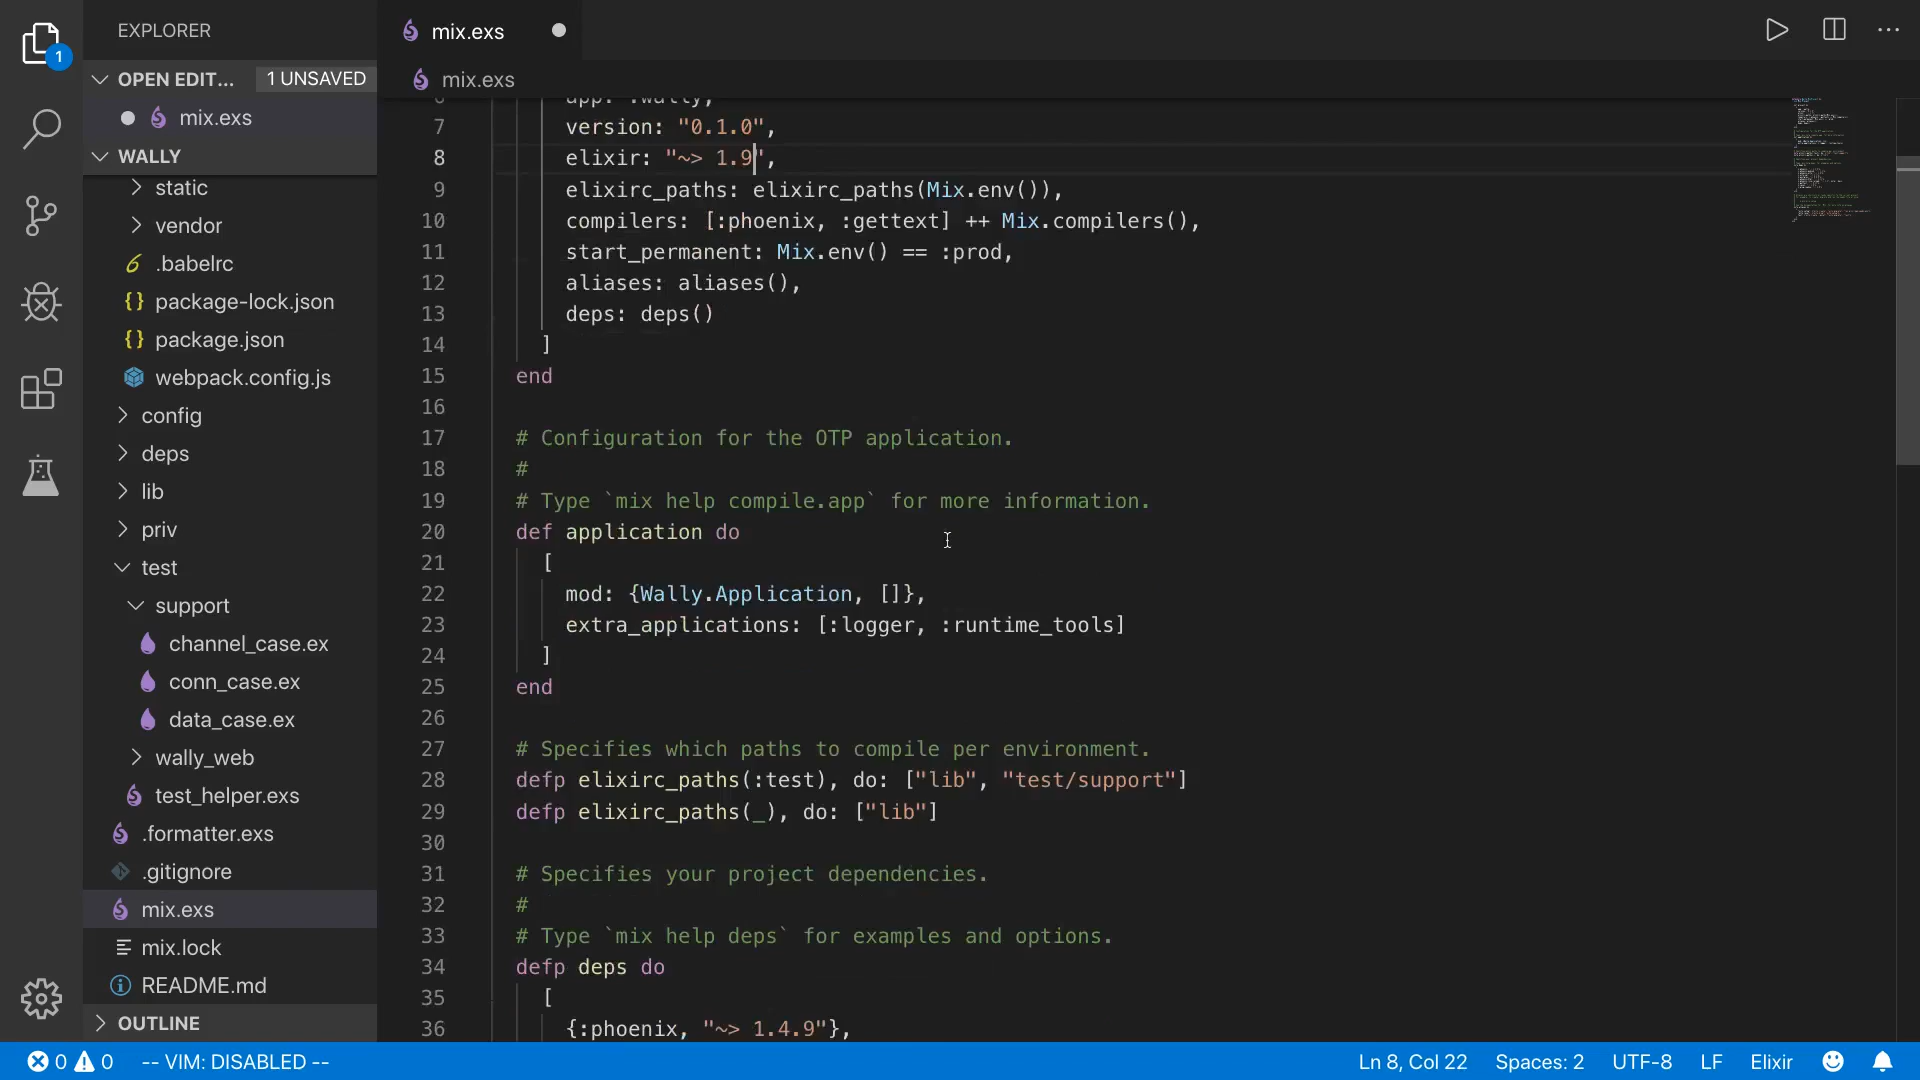 EXPLORER
mix.exs
1
OPEN EDIT...
1 UNSAVED
mix.exs
mix.exs
WALLY
static
vendor
.babelrc
package-lock.json
package.json
webpack.config.js
config
deps
lib
priv
test
support
channel_case.ex
conn_case.ex
data_case.ex
wally_web
test_helper.exs
.formatter.exs
.gitignore
mix.exs
mix.lock
README.md
OUTLINE
6 app: :wally,
7 version: "0.1.0",
8 elixir: "~> 1.9",
9 elixirc_paths: elixirc_paths(Mix.env()),
10 compilers: [:phoenix, :gettext] ++ Mix.compilers(),
11 start_permanent: Mix.env() == :prod,
12 aliases: aliases(),
13 deps: deps()
14 ]
15 end
16
17 # Configuration for the OTP application.
18 #
19 # Type `mix help compile.app` for more information.
20 def application do
21 [
22 mod: {Wally.Application, []},
23 extra_applications: [:logger, :runtime_tools]
24 ]
25 end
26
27 # Specifies which paths to compile per environment.
28 defp elixirc_paths(:test), do: ["lib", "test/support"]
29 defp elixirc_paths(_), do: ["lib"]
30
31 # Specifies your project dependencies.
32 #
33 # Type `mix help deps` for examples and options.
34 defp deps do
35 [
36 {:phoenix, "~> 1.4.9"},
0 0 -- VIM: DISABLED -- Ln 8, Col 22 Spaces: 2 UTF-8 LF Elixir